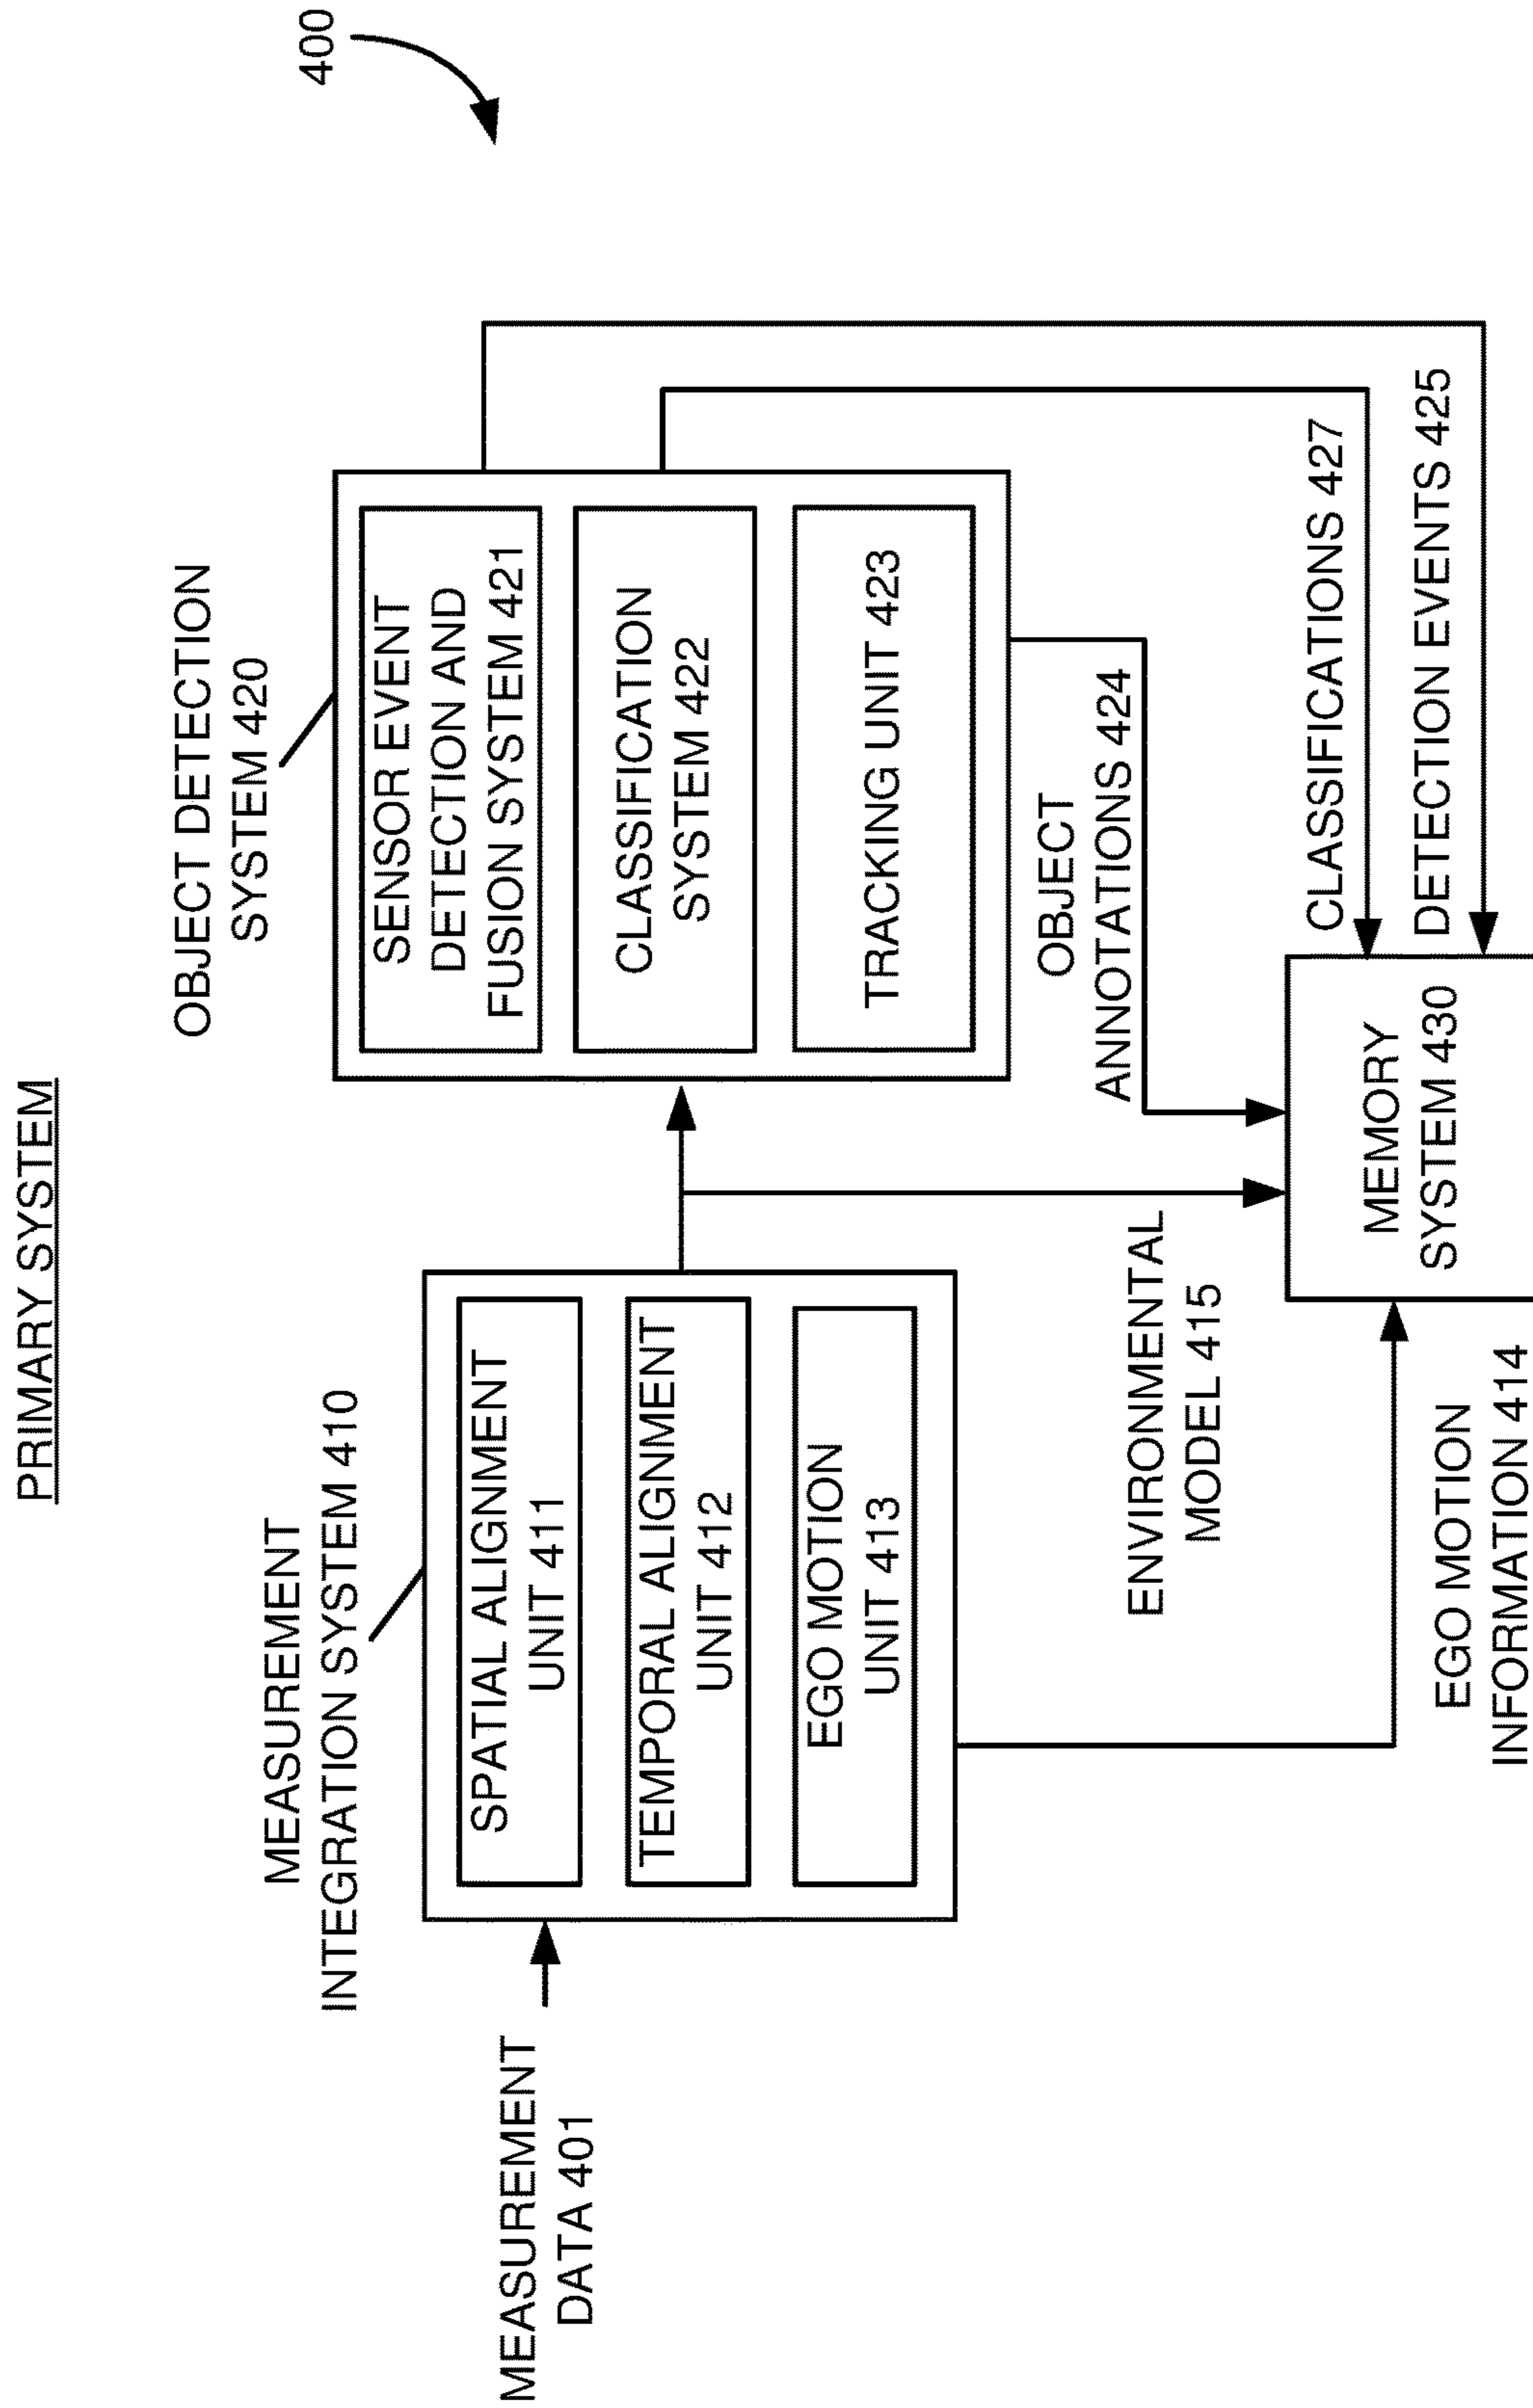 PRIMARY SYSTEM
400
MEASUREMENT
INTEGRATION SYSTEM 410
OBJECT DETECTION
SYSTEM 420
MEASUREMENT
DATA 401
SPATIAL ALIGNMENT
UNIT 411
TEMPORAL ALIGNMENT
UNIT 412
EGO MOTION
UNIT 413
SENSOR EVENT
DETECTION AND
FUSION SYSTEM 421
CLASSIFICATION
SYSTEM 422
TRACKING UNIT 423
OBJECT
ANNOTATIONS 424
ENVIRONMENTAL
MODEL 415
CLASSIFICATIONS 427
DETECTION EVENTS 425
MEMORY
SYSTEM 430
EGO MOTION
INFORMATION 414